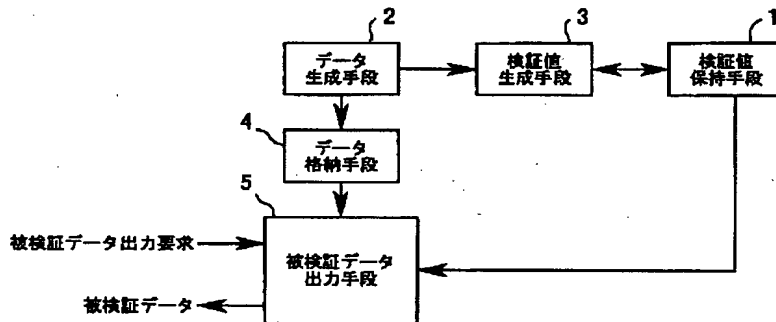 2
3
1
データ
生成手段
検証値
生成手段
検証値
保持手段
4
データ
格納手段
5
被検証データ出力要求
被検証データ
出力手段
被検証データ